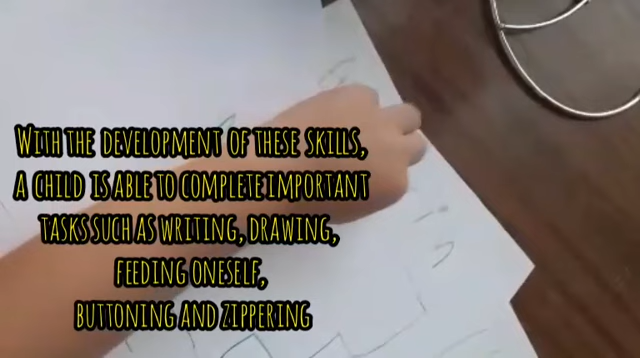 With the development of these skills,
a child is able to complete important
tasks such as writing, drawing,
feeding oneself,
buttoning and zippering